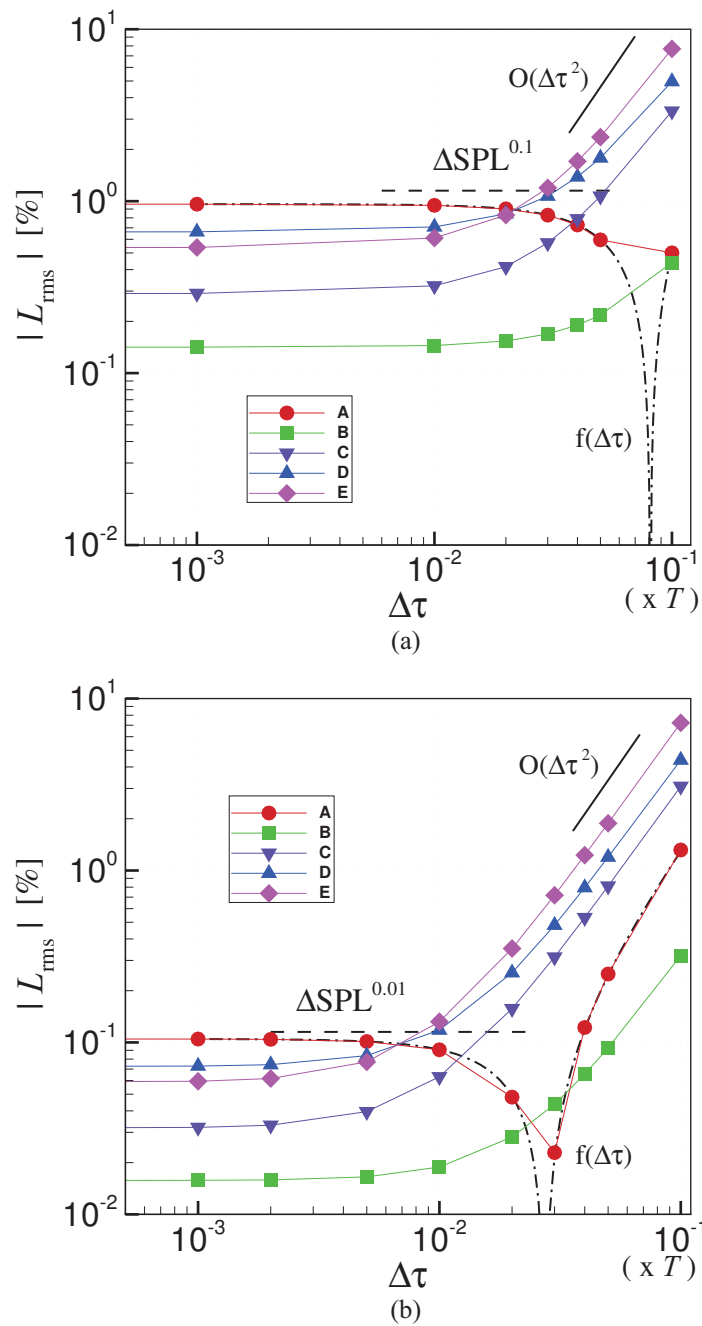 10^1
O(Δτ^2)
ΔSPL^0.1
10^0
| L_rms | [%]
10^-1
f(Δτ)
A
B
C
D
E
10^-2
10^-3 10^-2 10^-1
Δτ
( x T )
(a)
10^1
O(Δτ^2)
A
B
C
D
E
10^0
| L_rms | [%]
ΔSPL^0.01
10^-1
f(Δτ)
10^-2
10^-3 10^-2 10^-1
Δτ
( x T )
(b)